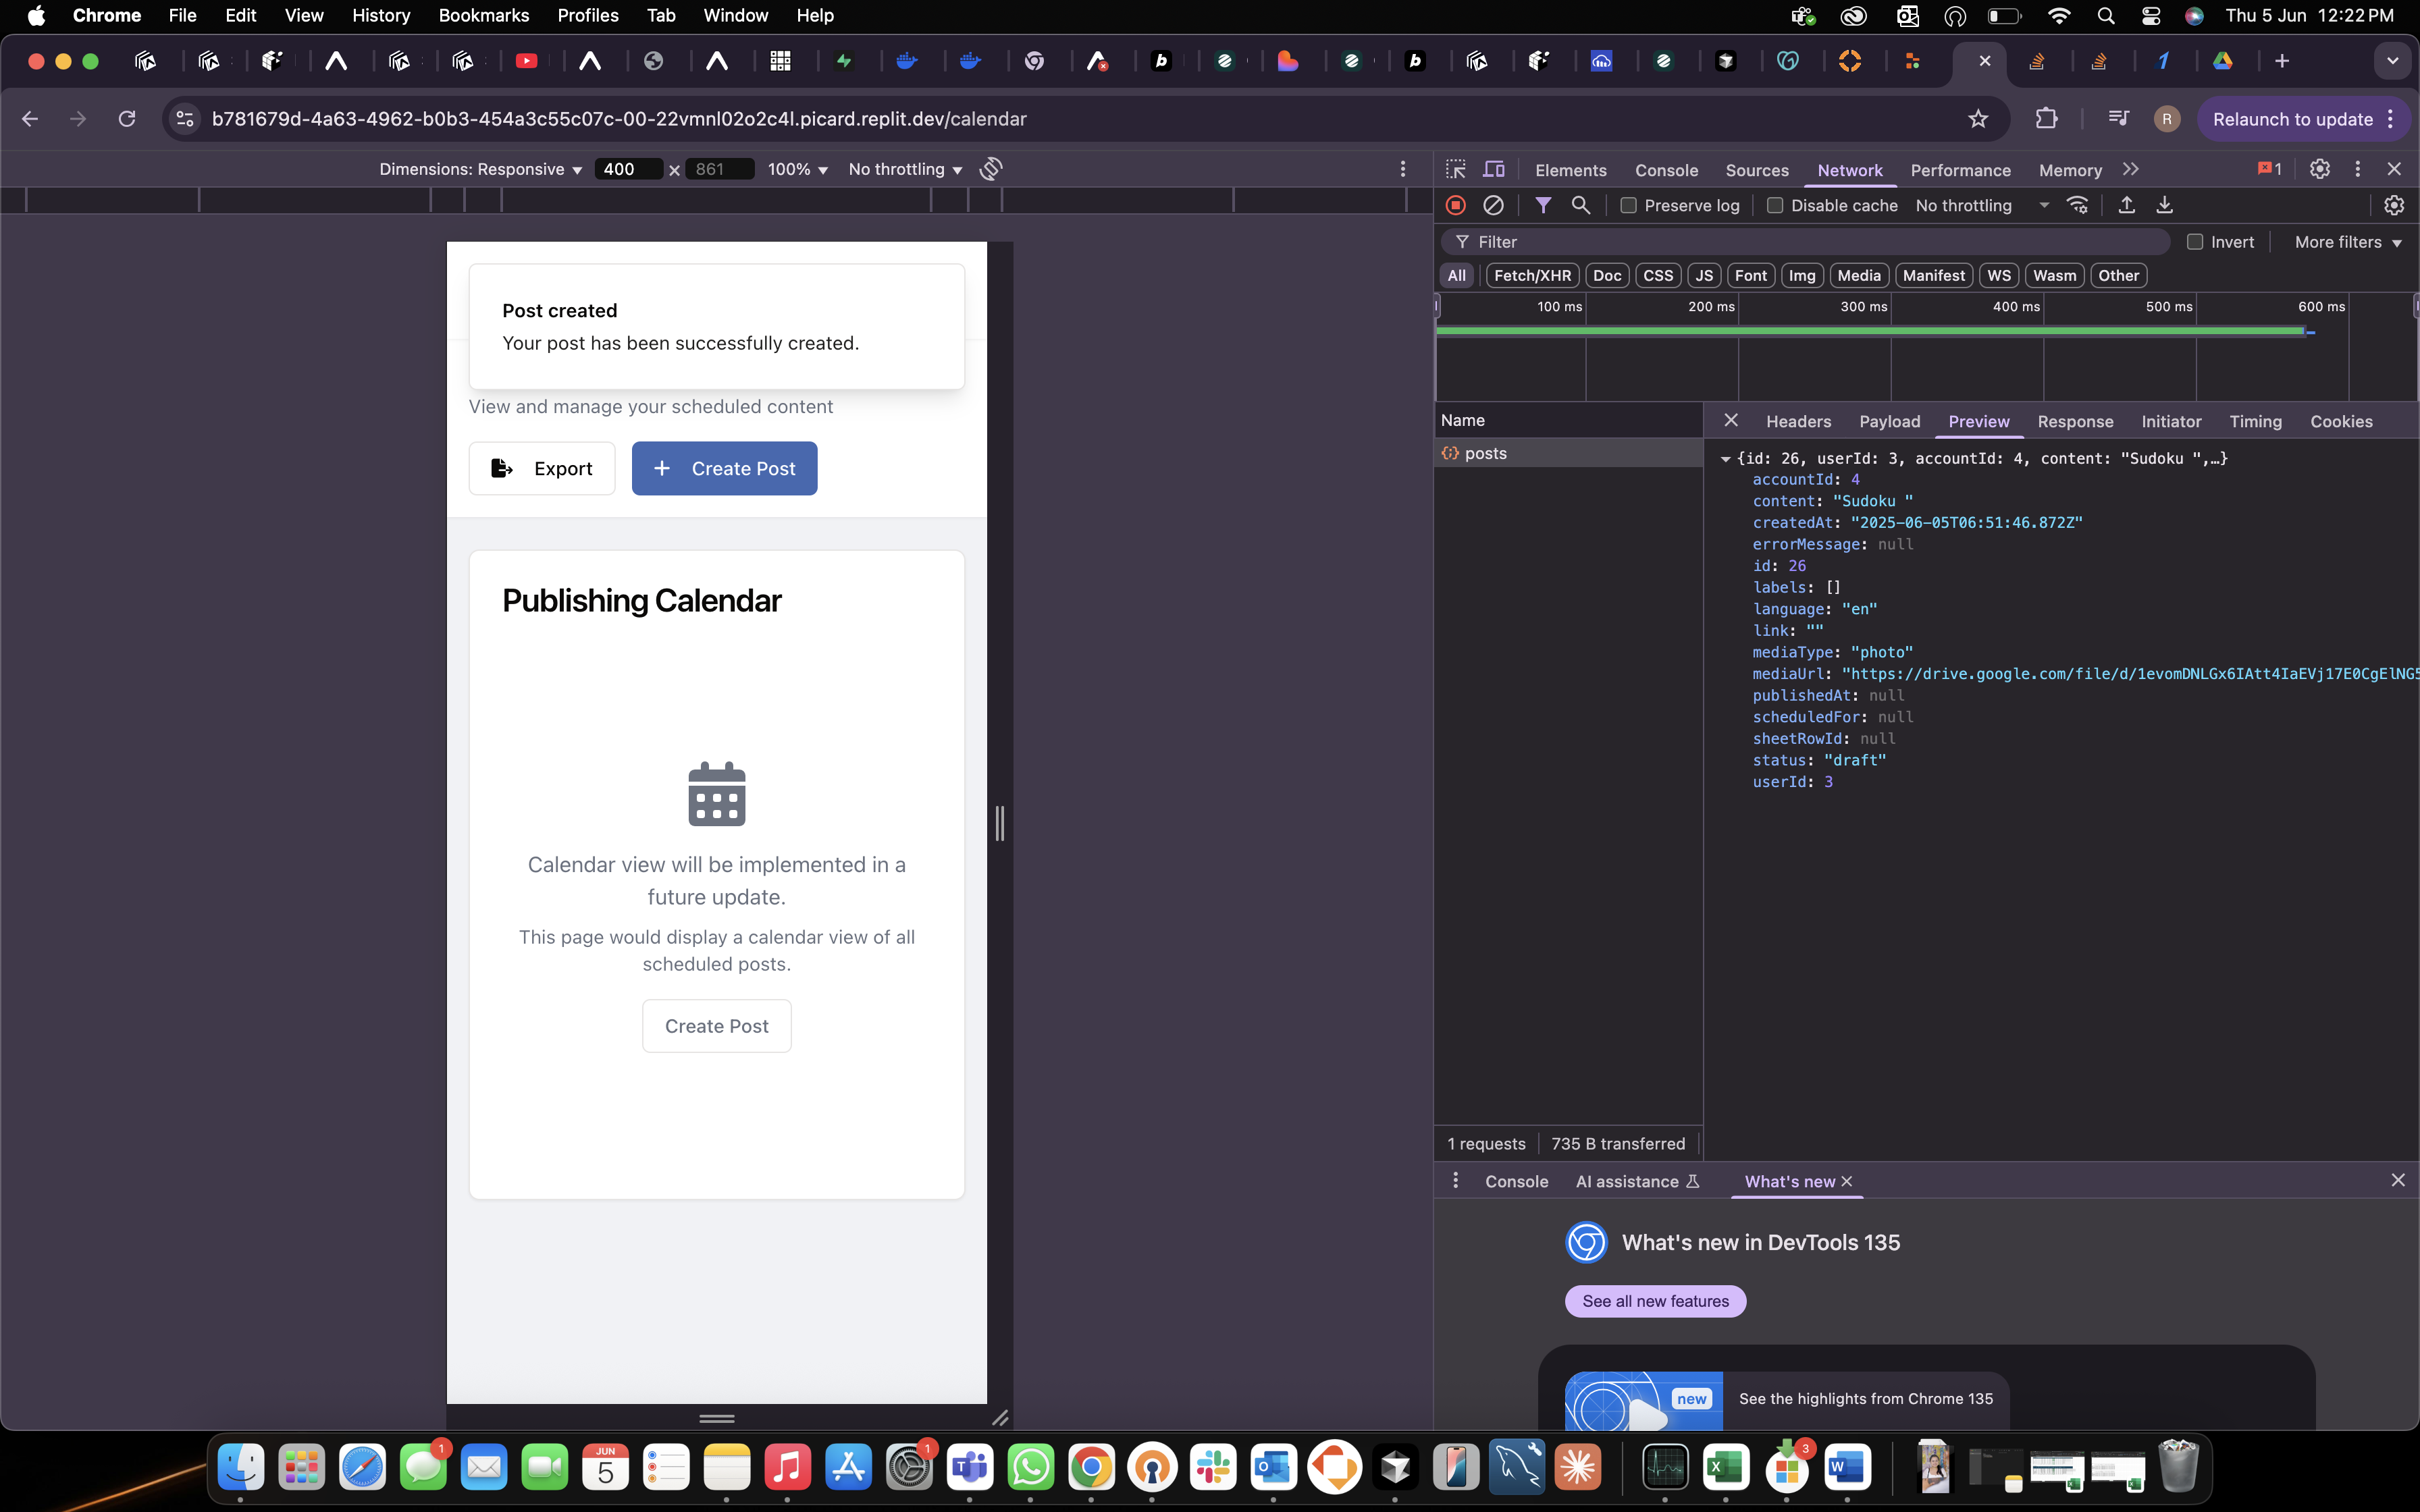 Chrome File Edit View History Bookmarks Profiles Tab Window Help
Thu 5 Jun 12:22 PM
b781679d-4a63-4962-b0b3-454a3c55c07c-00-22vmnl02o2c4l.picard.replit.dev/calendar
R
Relaunch to update
Dimensions: Responsive 400 × 861 100% No throttling
Elements Console Sources Network Performance Memory 1
Preserve log Disable cache No throttling
Filter
Invert More filters
All Fetch/XHR Doc CSS JS Font Img Media Manifest WS Wasm Other
100 ms 200 ms 300 ms 400 ms 500 ms 600 ms
Post created
Your post has been successfully created.
View and manage your scheduled content
Export
+ Create Post
Publishing Calendar
Calendar view will be implemented in a
future update.
This page would display a calendar view of all
scheduled posts.
Create Post
Name
posts
1 requests 735 B transferred
Headers Payload Preview Response Initiator Timing Cookies
{id: 26, userId: 3, accountId: 4, content: "Sudoku ",…}
accountId: 4
content: "Sudoku "
createdAt: "2025-06-05T06:51:46.872Z"
errorMessage: null
id: 26
labels: []
language: "en"
link: ""
mediaType: "photo"
mediaUrl: "https://drive.google.com/file/d/1evomDNLGx6IAtt4IaEVj17E0CgElNG5
publishedAt: null
scheduledFor: null
sheetRowId: null
status: "draft"
userId: 3
Console AI assistance What's new
What's new in DevTools 135
See all new features
new
See the highlights from Chrome 135
1
JUN
5
1
3